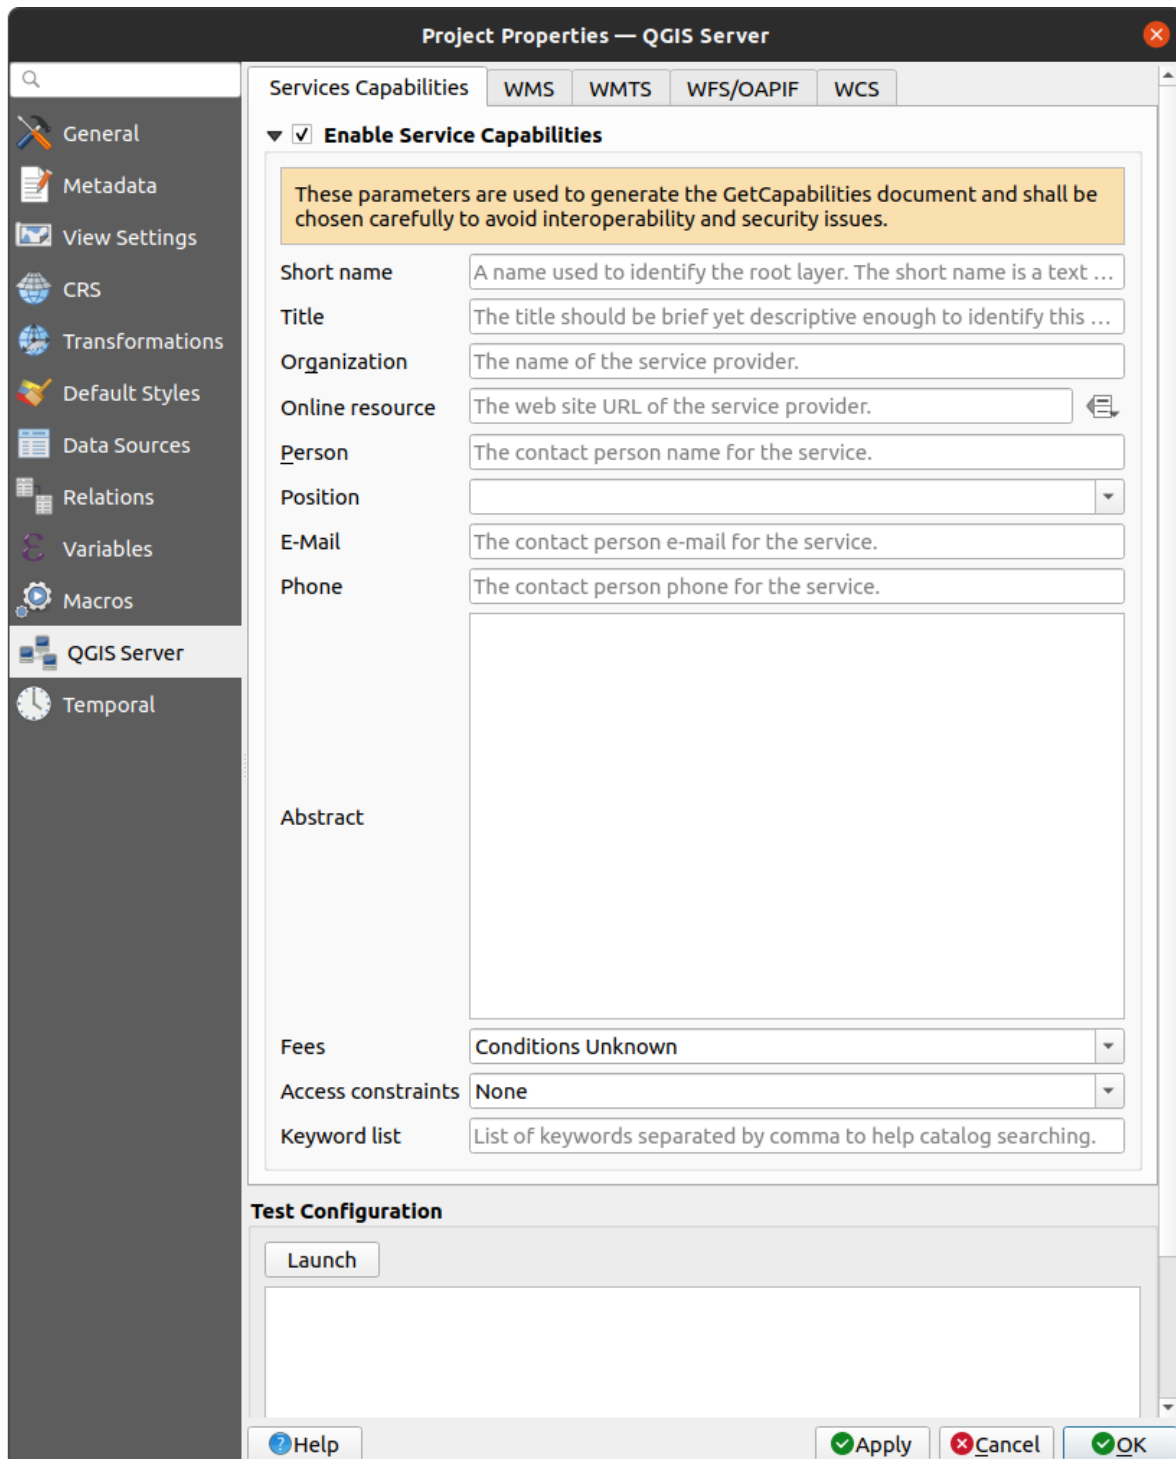 Project Properties — QGIS Server
General
Metadata
View Settings
CRS
Transformations
Default Styles
Data Sources
Relations
Variables
Macros
QGIS Server
Temporal
Services Capabilities
WMS
WMTS
WFS/OAPIF
WCS
Enable Service Capabilities
These parameters are used to generate the GetCapabilities document and shall be
chosen carefully to avoid interoperability and security issues.
Short name
A name used to identify the root layer. The short name is a text ...
Title
The title should be brief yet descriptive enough to identify this ...
Organization
The name of the service provider.
Online resource
The web site URL of the service provider.
Person
The contact person name for the service.
Position
E-Mail
The contact person e-mail for the service.
Phone
The contact person phone for the service.
Abstract
Fees
Conditions Unknown
Access constraints
None
Keyword list
List of keywords separated by comma to help catalog searching.
Test Configuration
Launch
Help
Apply
Cancel
OK